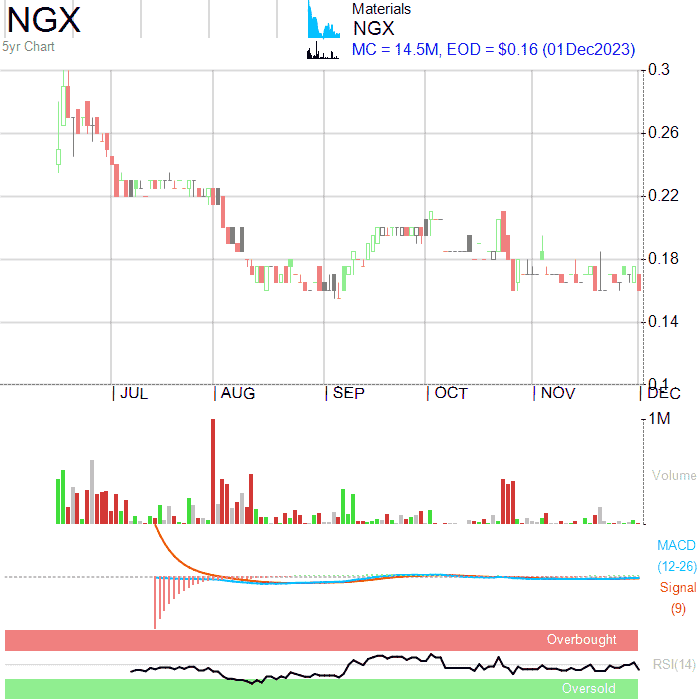 NGX
5yr Chart
Materials
NGX
MC = 14.5M, EOD = $0.16 (01Dec2023)
0.3
0.26
0.22
0.18
0.14
0.1
| JUL | AUG | SEP | OCT | NOV | DEC
1M
Volume
MACD
(12-26)
Signal
(9)
Overbought
RSI(14)
Oversold